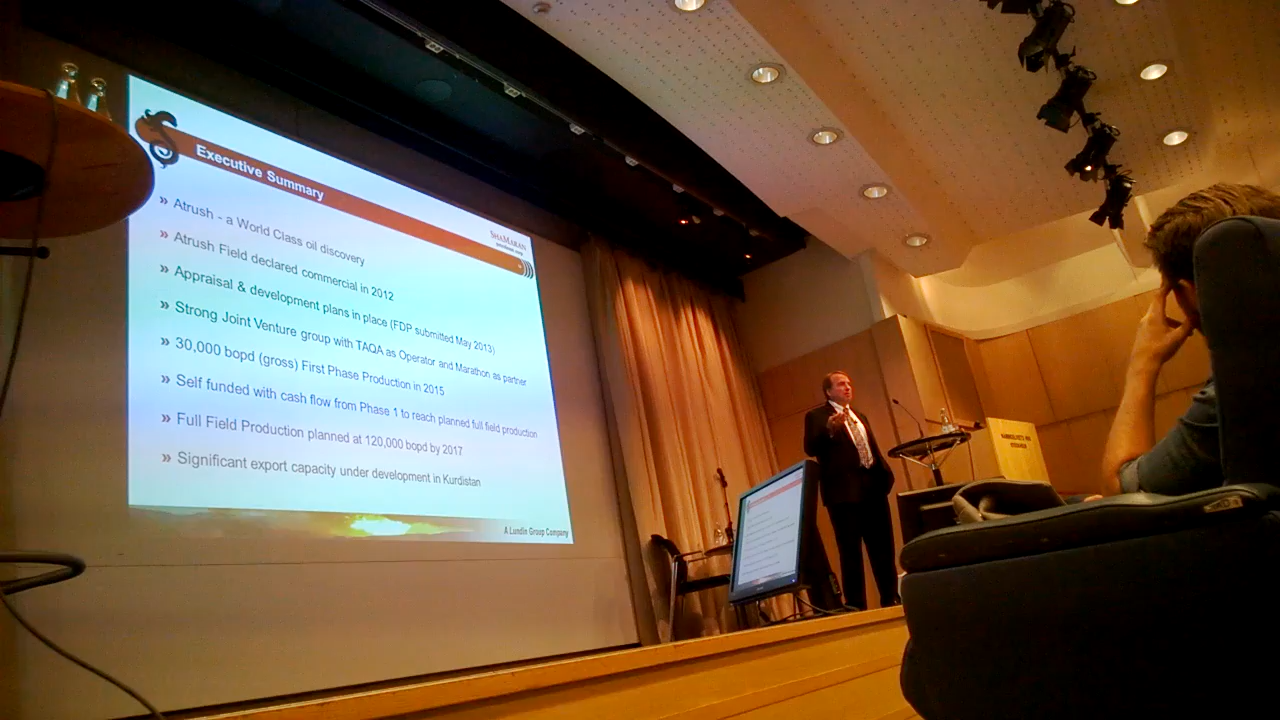 Executive Summary
SHAMARAN
» Atrush - a World Class oil discovery
» Atrush Field declared commercial in 2012
» Appraisal & development plans in place (FDP submitted May 2013)
» Strong Joint Venture group with TAQA as Operator and Marathon as partner
» 30,000 bopd (gross) First Phase Production in 2015
» Self funded with cash flow from Phase 1 to reach planned full field production
» Full Field Production planned at 120,000 bopd by 2017
» Significant export capacity under development in Kurdistan
A Lundin Group Company